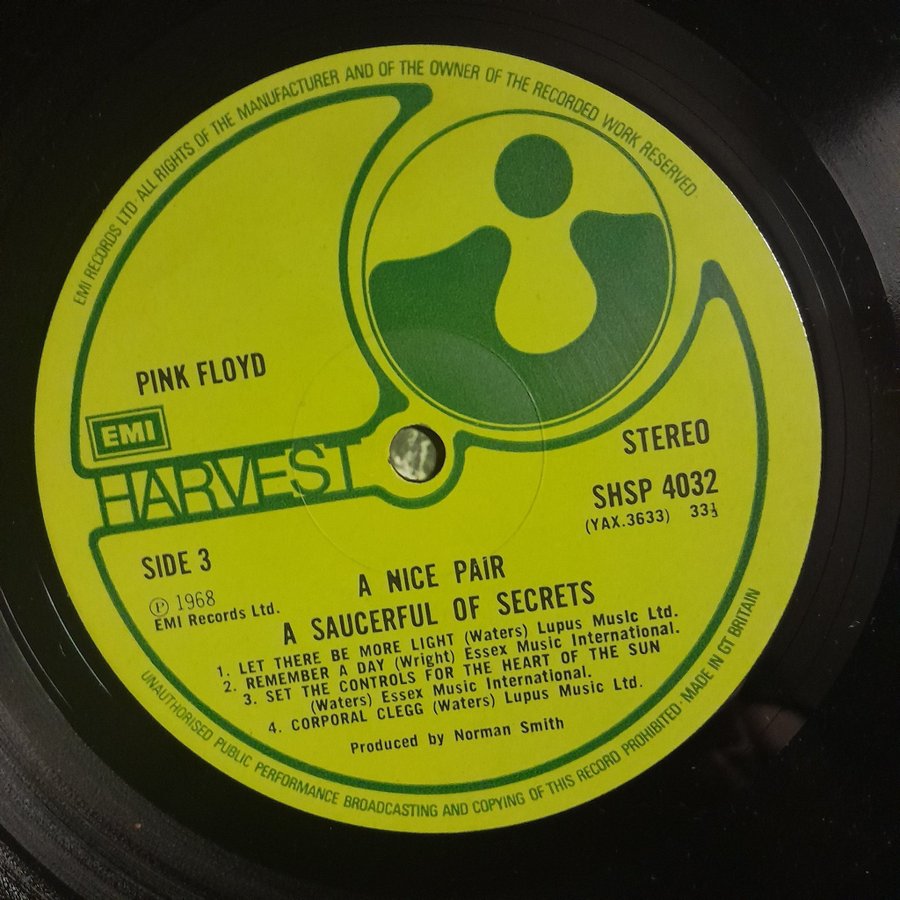 EMI RECORDS LTD·ALL RIGHTS OF THE MANUFACTURER AND OF THE OWNER OF THE RECORDED WORK RESERVED
PINK FLOYD
EMI
HARVEST
STEREO
SHSP 4032
(YAX.3633) 33⅓
SIDE 3
℗ 1968
EMI Records Ltd.
A NICE PAIR
A SAUCERFUL OF SECRETS
1. LET THERE BE MORE LIGHT (Waters) Lupus Music Ltd.
2. REMEMBER A DAY (Wright) Essex Music International.
3. SET THE CONTROLS FOR THE HEART OF THE SUN
(Waters) Essex Music International.
4. CORPORAL CLEGG (Waters) Lupus Music Ltd.
Produced by Norman Smith
UNAUTHORISED PUBLIC PERFORMANCE BROADCASTING AND COPYING OF THIS RECORD PROHIBITED·MADE IN GT BRITAIN